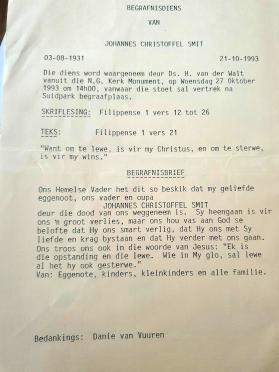 BEGRAFNISDIENS
VAN
JOHANNES CHRISTOFFEL SMIT
03-08-1931 21-10-1993
Die diens word waargeneem deur Ds. H. van der Walt
vanuit die N.G. Kerk Monument, op Woensdag 27 Oktober
1993 om 14h00, vanwaar die stoet sal vertrek na
Suidpark begraafplaas.
SKRIFLESING: Filippense 1 vers 12 tot 26
TEKS: Filippense 1 vers 21
"Want om te lewe, is vir my Christus, en om te sterwe,
is vir my wins."
BEGRAFNISBRIEF
Ons Hemelse Vader het dit so beskik dat my geliefde
eggenoot, ons vader en oupa
JOHANNES CHRISTOFFEL SMIT
deur die dood van ons weggeneem is. Sy heengaan is vir
ons 'n groot verlies, maar ons hou vas aan God se
belofte dat Hy ons smart verlig, dat Hy ons met Sy
liefde en krag bystaan en dat Hy verder met ons gaan.
Ons troos ons ook in die woorde van Jesus: "Ek is
die opstanding en die lewe. Wie in My glo, sal lewe
al het hy ook gesterwe."
Van: Eggenote, kinders, kleinkinders en alle familie.
Bedankings: Danie van Vuuren